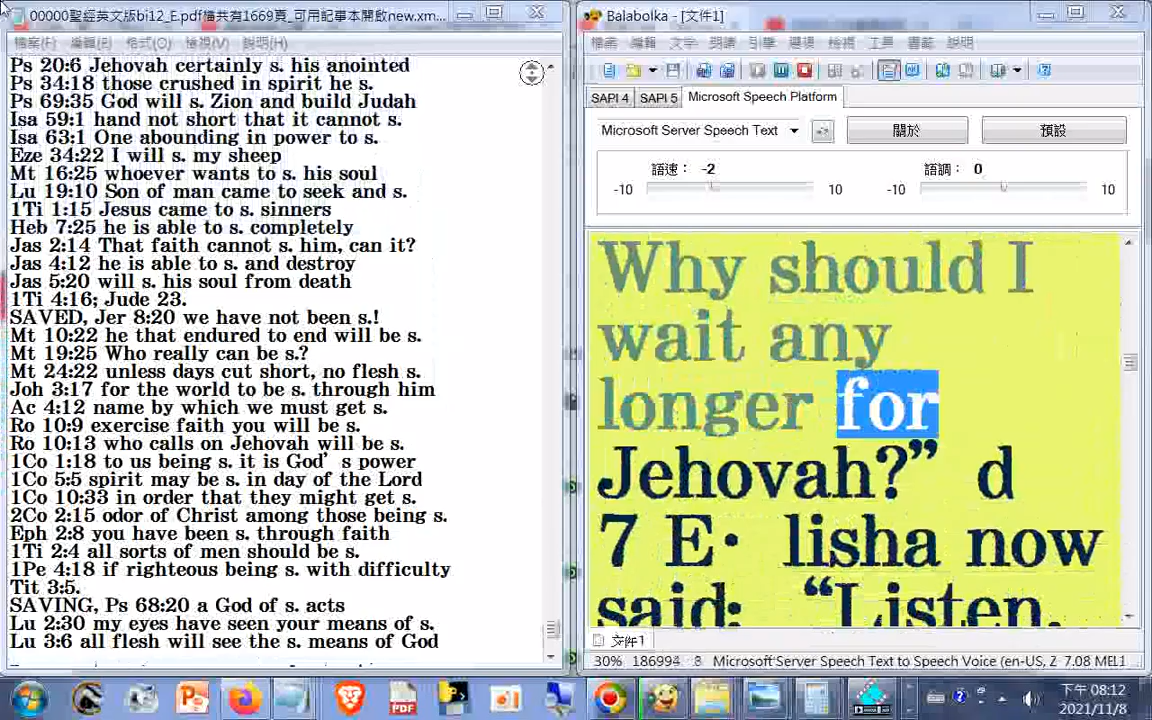 00000聖經英文版bi12_E.pdf檔共有1669頁_可用記事本開啟new.xm...
檔案(F) 編輯(E) 格式(O) 檢視(V) 說明(H)
Ps 20:6 Jehovah certainly s. his anointed
Ps 34:18 those crushed in spirit he s.
Ps 69:35 God will s. Zion and build Judah
Isa 59:1 hand not short that it cannot s.
Isa 63:1 One abounding in power to s.
Eze 34:22 I will s. my sheep
Mt 16:25 whoever wants to s. his soul
Lu 19:10 Son of man came to seek and s.
1Ti 1:15 Jesus came to s. sinners
Heb 7:25 he is able to s. completely
Jas 2:14 That faith cannot s. him, can it?
Jas 4:12 he is able to s. and destroy
Jas 5:20 will s. his soul from death
1Ti 4:16; Jude 23.
SAVED, Jer 8:20 we have not been s.!
Mt 10:22 he that endured to end will be s.
Mt 19:25 Who really can be s.?
Mt 24:22 unless days cut short, no flesh s.
Joh 3:17 for the world to be s. through him
Ac 4:12 name by which we must get s.
Ro 10:9 exercise faith you will be s.
Ro 10:13 who calls on Jehovah will be s.
1Co 1:18 to us being s. it is God’s power
1Co 5:5 spirit may be s. in day of the Lord
1Co 10:33 in order that they might get s.
2Co 2:15 odor of Christ among those being s.
Eph 2:8 you have been s. through faith
1Ti 2:4 all sorts of men should be s.
1Pe 4:18 if righteous being s. with difficulty
Tit 3:5.
SAVING, Ps 68:20 a God of s. acts
Lu 2:30 my eyes have seen your means of s.
Lu 3:6 all flesh will see the s. means of God
Balabolka - [文件1]
檔案 編輯 文字 朗讀 引擎 選項 檢視 工具 書籤 說明
SAPI 4 SAPI 5 Microsoft Speech Platform
Microsoft Server Speech Text 關於 預設
語速： -2 語調： 0
-10 10 -10 10
Why should I
wait any
longer for
Jehovah?” d
7 E· lisha now
said: “Listen,
文件1
30% 186994 : 8 Microsoft Server Speech Text to Speech Voice (en-US, Z 7.08 МЕ1
下午 08:12
2021/11/8